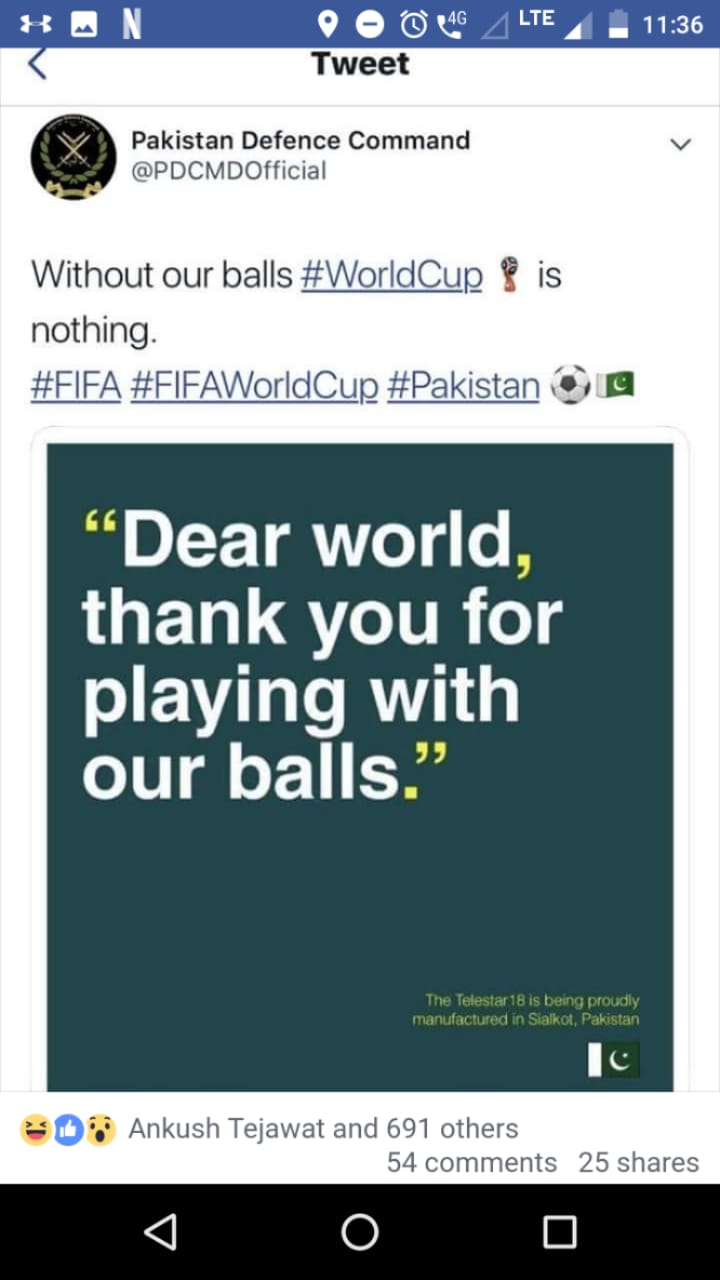 4G LTE 11:36
Tweet
Pakistan Defence Command
@PDCMDOfficial
Without our balls #WorldCup is
nothing.
#FIFA #FIFAWorldCup #Pakistan
“Dear world,
thank you for
playing with
our balls.”
The Telestar18 is being proudly
manufactured in Sialkot, Pakistan
Ankush Tejawat and 691 others
54 comments 25 shares